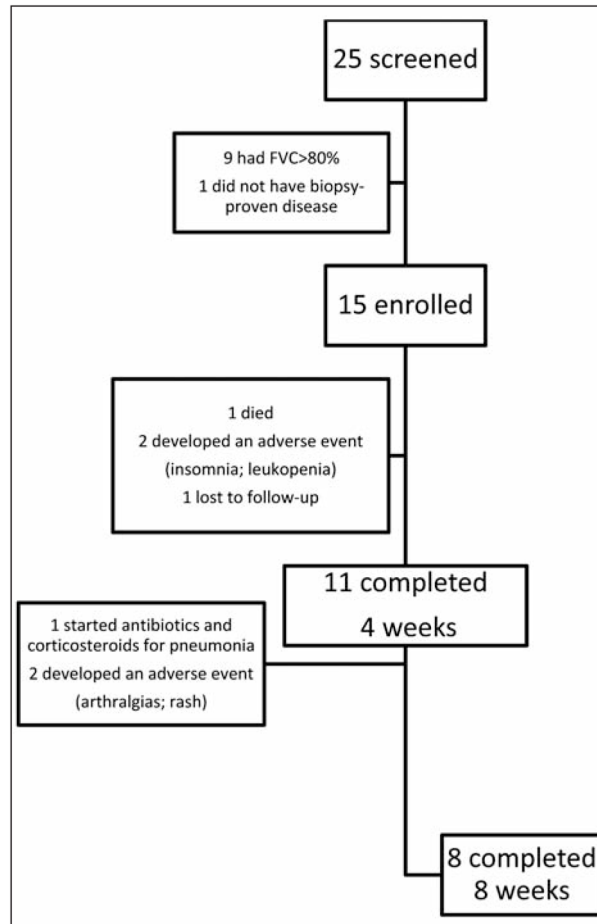 25 screened
9 had FVC>80%
1 did not have biopsy-
proven disease
15 enrolled
1 died
2 developed an adverse event
(insomnia; leukopenia)
1 lost to follow-up
11 completed
4 weeks
1 started antibiotics and
corticosteroids for pneumonia
2 developed an adverse event
(arthralgias; rash)
8 completed
8 weeks